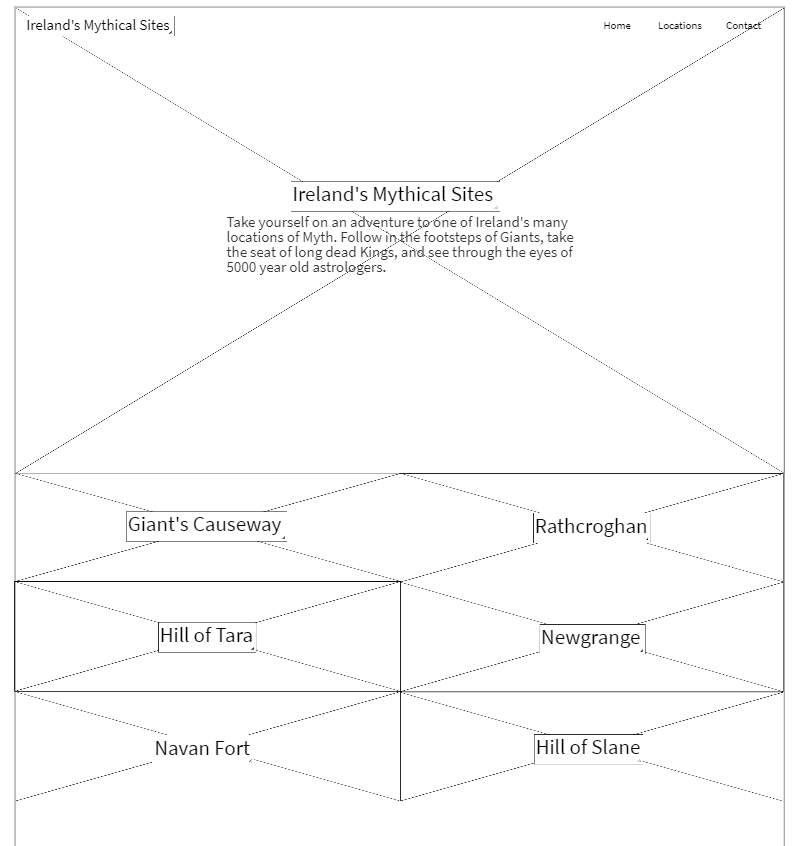 Ireland's Mythical Sites
Home Locations Contact
Ireland's Mythical Sites
Take yourself on an adventure to one of Ireland's many
locations of Myth. Follow in the footsteps of Giants, take
the seat of long dead Kings, and see through the eyes of
5000 year old astrologers.
Giant's Causeway
Rathcroghan
Hill of Tara
Newgrange
Navan Fort
Hill of Slane